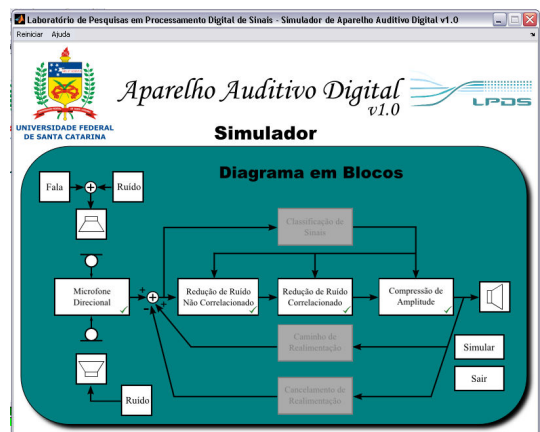 Laboratório de Pesquisas em Processamento Digital de Sinais - Simulador de Aparelho Auditivo Digital v1.0
Reiniciar Ajuda
Aparelho Auditivo Digital
v1.0
LPDS
UNIVERSIDADE FEDERAL
DE SANTA CATARINA
Simulador
Diagrama em Blocos
Fala
Ruído
Classificação de
Sinais
Microfone
Direcional
Redução de Ruído
Não Correlacionado
Redução de Ruído
Correlacionado
Compressão de
Amplitude
Caminho de
Realimentação
Simular
Cancelamento de
Realimentação
Sair
Ruído